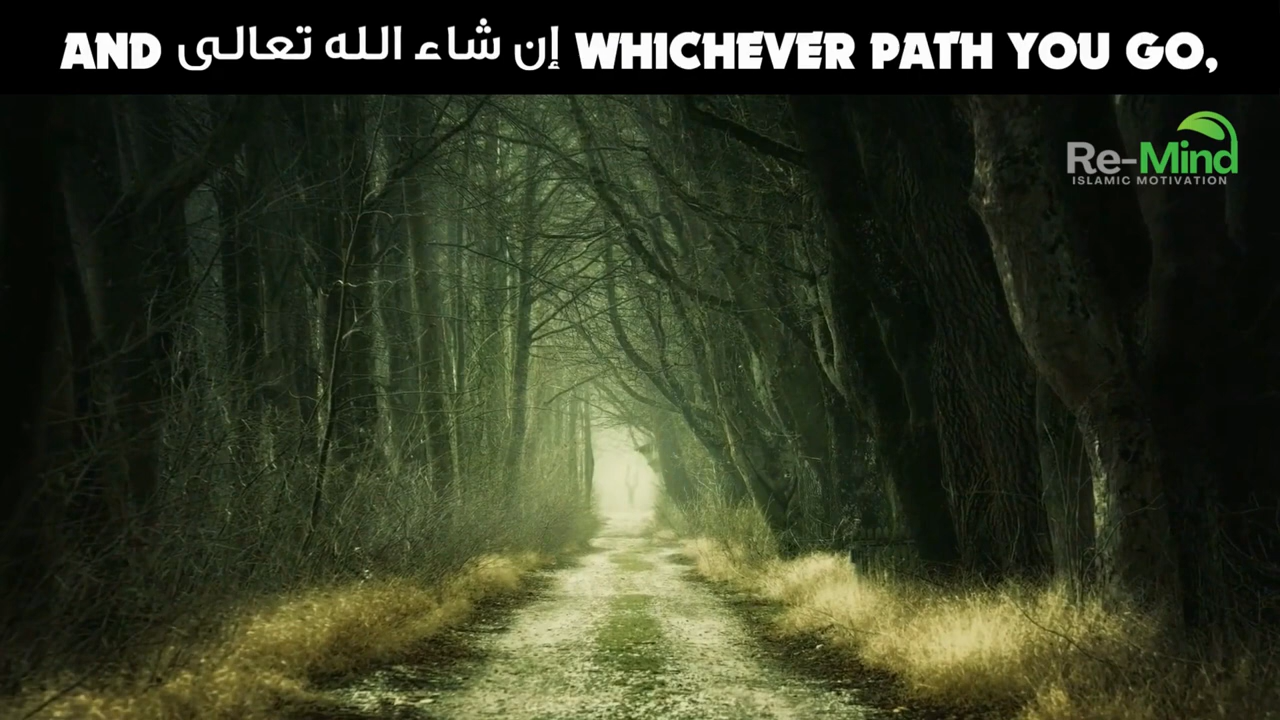 AND إن شاء الله تعالى WHICHEVER PATH YOU GO,
Re-Mind
ISLAMIC MOTIVATION